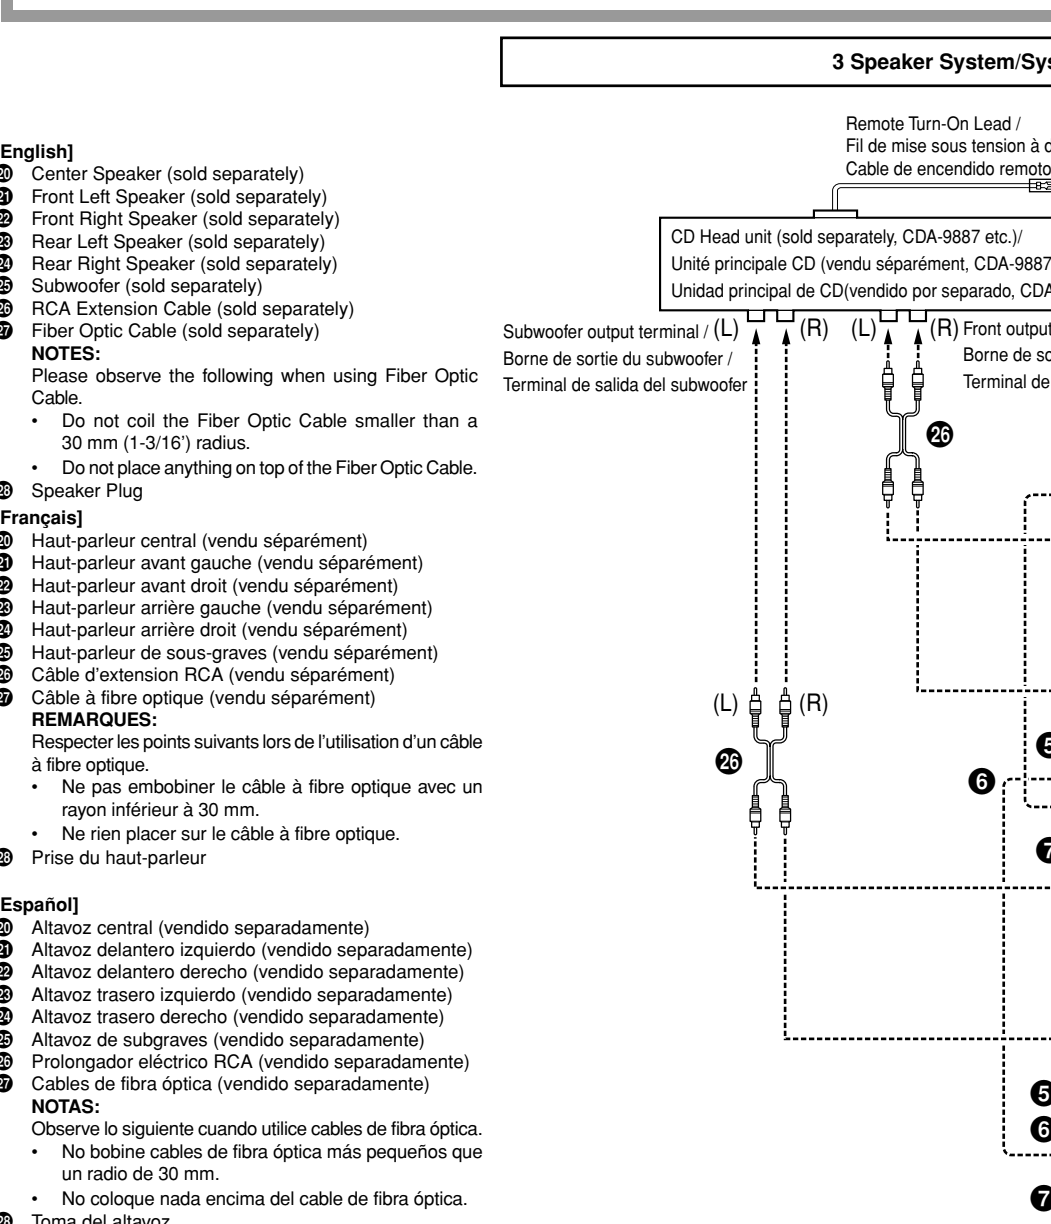 3 Speaker System/Sys
English]
20 Center Speaker (sold separately)
21 Front Left Speaker (sold separately)
22 Front Right Speaker (sold separately)
23 Rear Left Speaker (sold separately)
24 Rear Right Speaker (sold separately)
25 Subwoofer (sold separately)
26 RCA Extension Cable (sold separately)
27 Fiber Optic Cable (sold separately)
NOTES:
Please observe the following when using Fiber Optic
Cable.
• Do not coil the Fiber Optic Cable smaller than a
30 mm (1-3/16’) radius.
• Do not place anything on top of the Fiber Optic Cable.
28 Speaker Plug
Français]
20 Haut-parleur central (vendu séparément)
21 Haut-parleur avant gauche (vendu séparément)
22 Haut-parleur avant droit (vendu séparément)
23 Haut-parleur arrière gauche (vendu séparément)
24 Haut-parleur arrière droit (vendu séparément)
25 Haut-parleur de sous-graves (vendu séparément)
26 Câble d’extension RCA (vendu séparément)
27 Câble à fibre optique (vendu séparément)
REMARQUES:
Respecter les points suivants lors de l’utilisation d’un câble
à fibre optique.
• Ne pas embobiner le câble à fibre optique avec un
rayon inférieur à 30 mm.
• Ne rien placer sur le câble à fibre optique.
28 Prise du haut-parleur
Español]
20 Altavoz central (vendido separadamente)
21 Altavoz delantero izquierdo (vendido separadamente)
22 Altavoz delantero derecho (vendido separadamente)
23 Altavoz trasero izquierdo (vendido separadamente)
24 Altavoz trasero derecho (vendido separadamente)
25 Altavoz de subgraves (vendido separadamente)
26 Prolongador eléctrico RCA (vendido separadamente)
27 Cables de fibra óptica (vendido separadamente)
NOTAS:
Observe lo siguiente cuando utilice cables de fibra óptica.
• No bobine cables de fibra óptica más pequeños que
un radio de 30 mm.
• No coloque nada encima del cable de fibra óptica.
28 Toma del altavoz
Remote Turn-On Lead /
Fil de mise sous tension à d
Cable de encendido remoto
CD Head unit (sold separately, CDA-9887 etc.)/
Unité principale CD (vendu séparément, CDA-9887
Unidad principal de CD(vendido por separado, CDA
Subwoofer output terminal / (L) (R) (L) (R) Front output
Borne de sortie du subwoofer / Borne de so
Terminal de salida del subwoofer Terminal de
26
(L) (R)
26
5
6
7
5
6
7